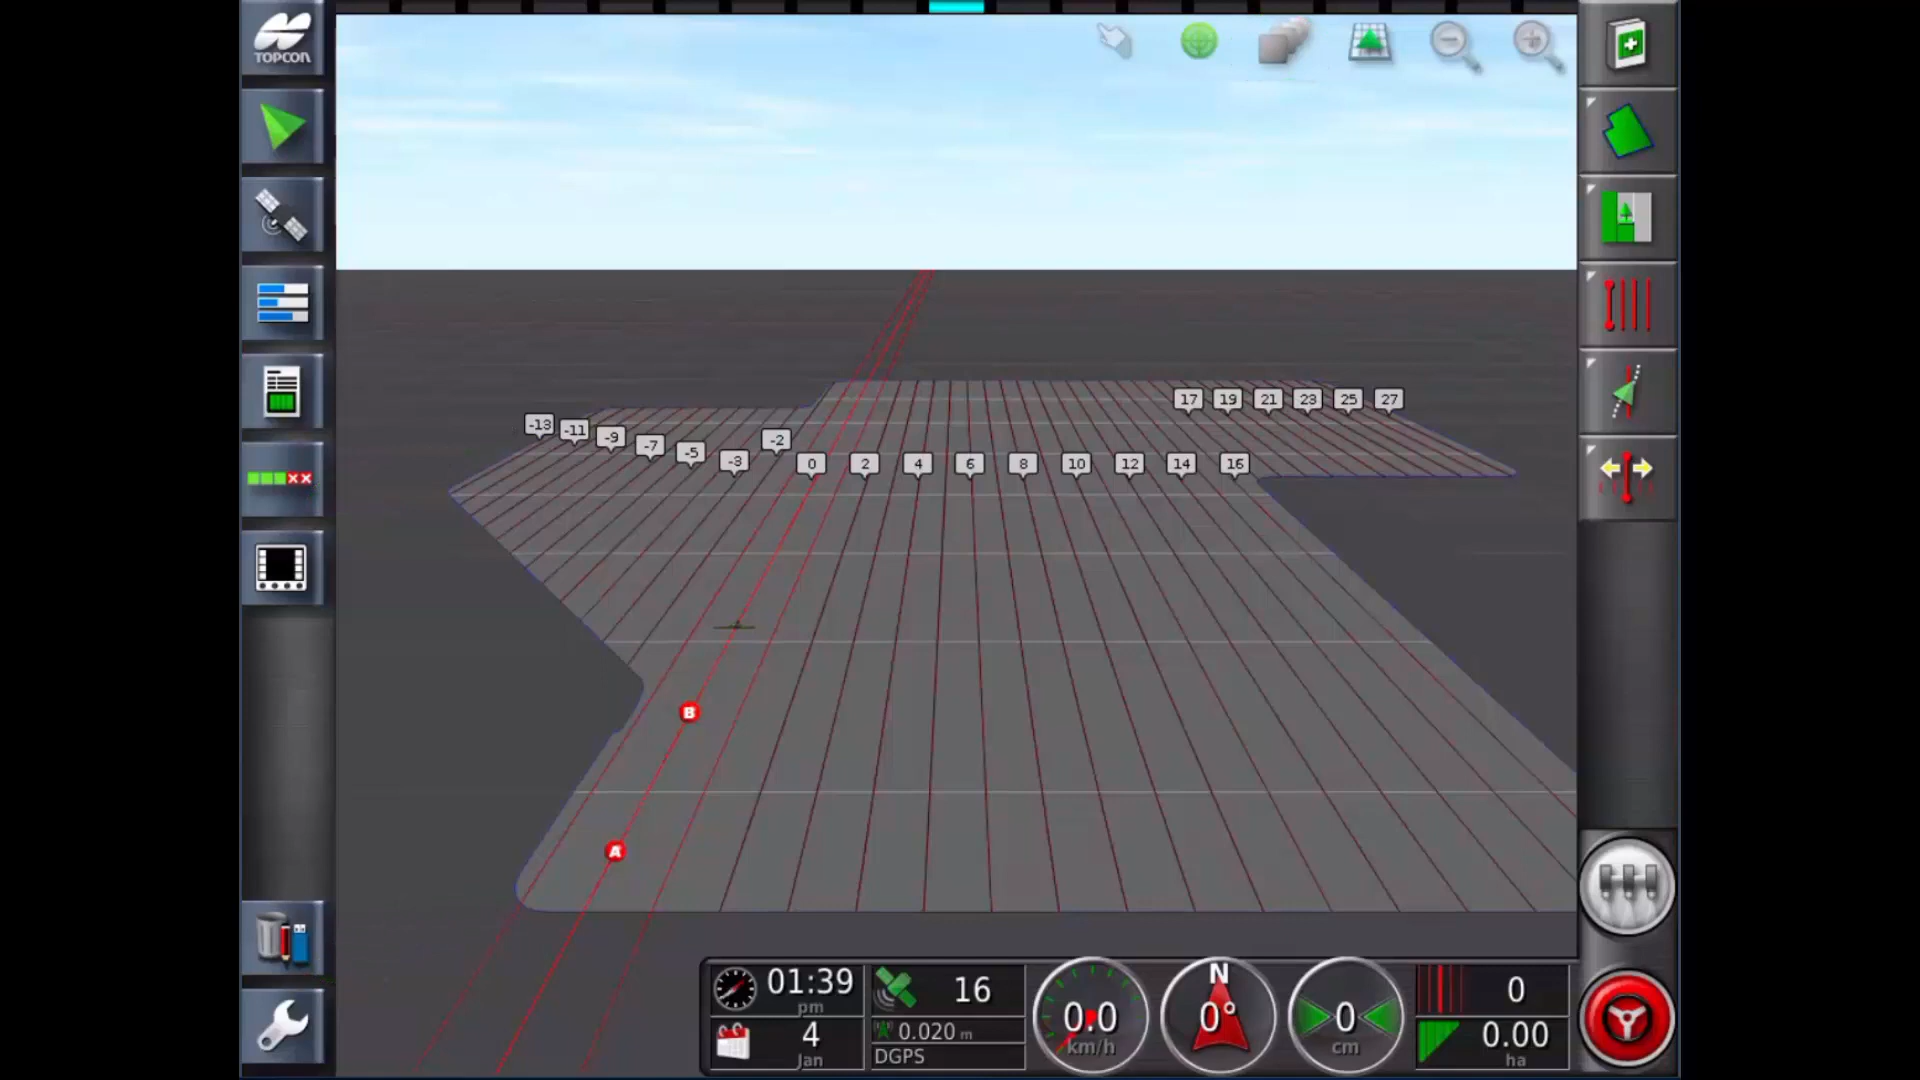 TOPCON
17 19 21 23 25 27
-13 -11 -9 -7 -5 -3 -2 0 2 4 6 8 10 12 14 16
B
A
01:39
pm
4
Jan
16
0.020 m
DGPS
0.0
km/h
N
0°
0
cm
0
0.00
ha